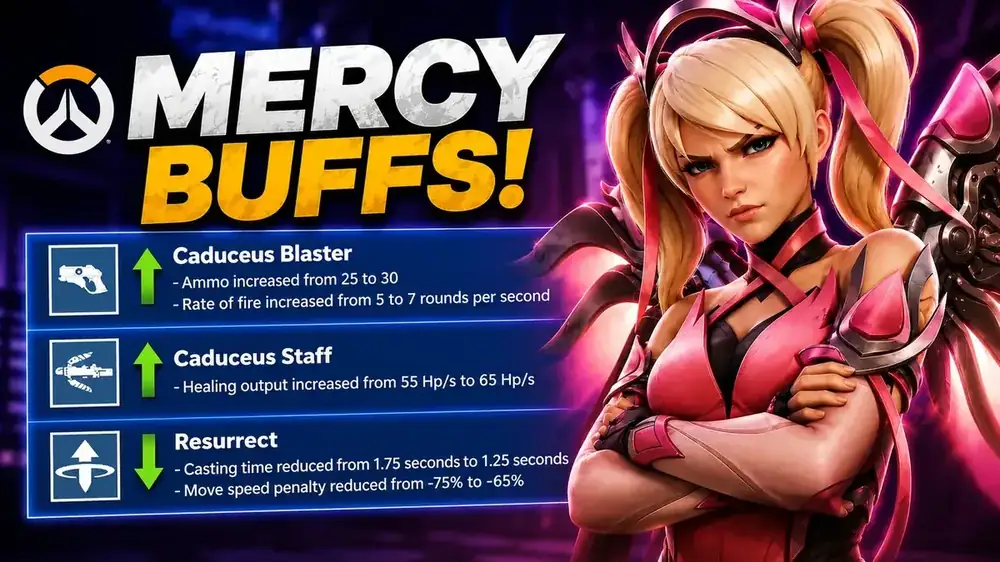 MERCY
BUFFS!
Caduceus Blaster
- Ammo increased from 25 to 30
- Rate of fire increased from 5 to 7 rounds per second
Caduceus Staff
- Healing output increased from 55 Hp/s to 65 Hp/s
Resurrect
- Casting time reduced from 1.75 seconds to 1.25 seconds
- Move speed penalty reduced from -75% to -65%